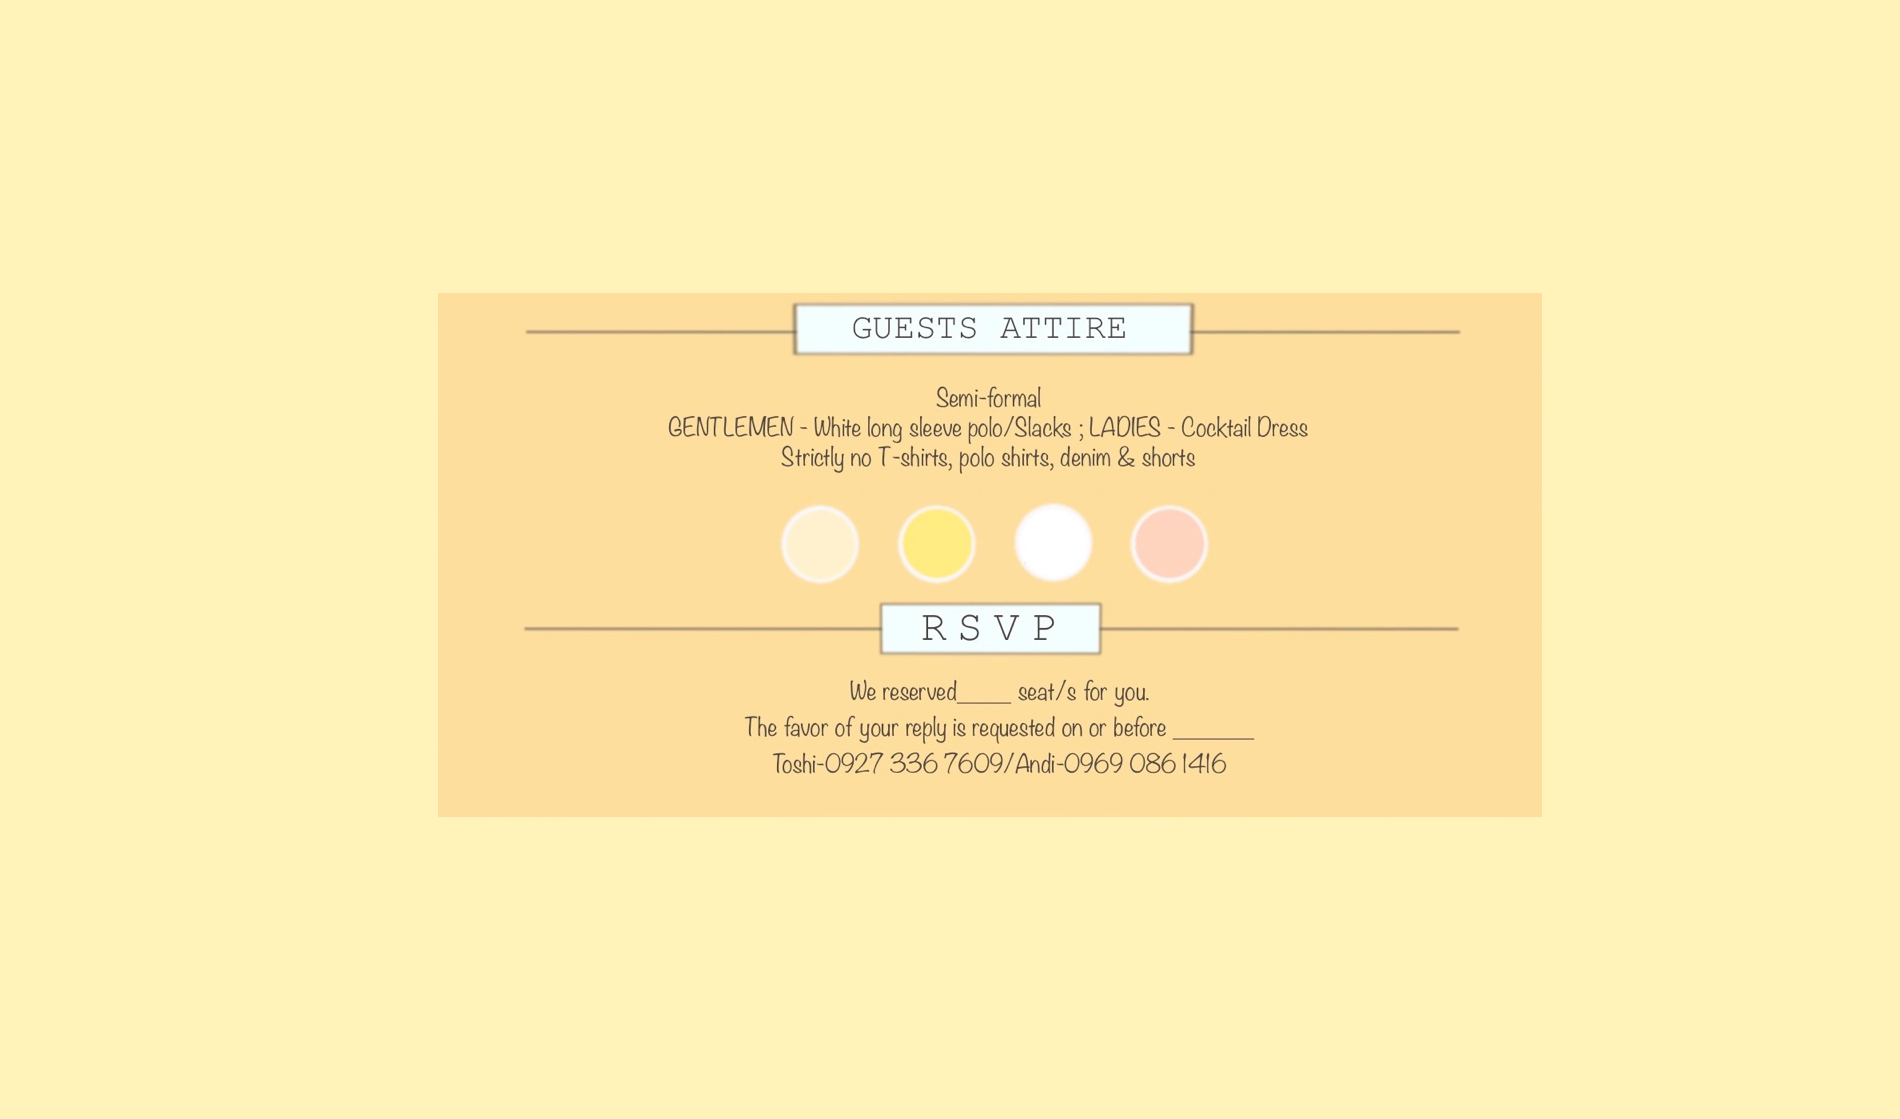 GUESTS ATTIRE
Semi-formal
GENTLEMEN - White long sleeve polo/Slacks ; LADIES - Cocktail Dress
Strictly no T-shirts, polo shirts, denim & shorts
RSVP
We reserved____ seat/s for you.
The favor of your reply is requested on or before ______
Toshi-0927 336 7609/Andi-0969 086 1416